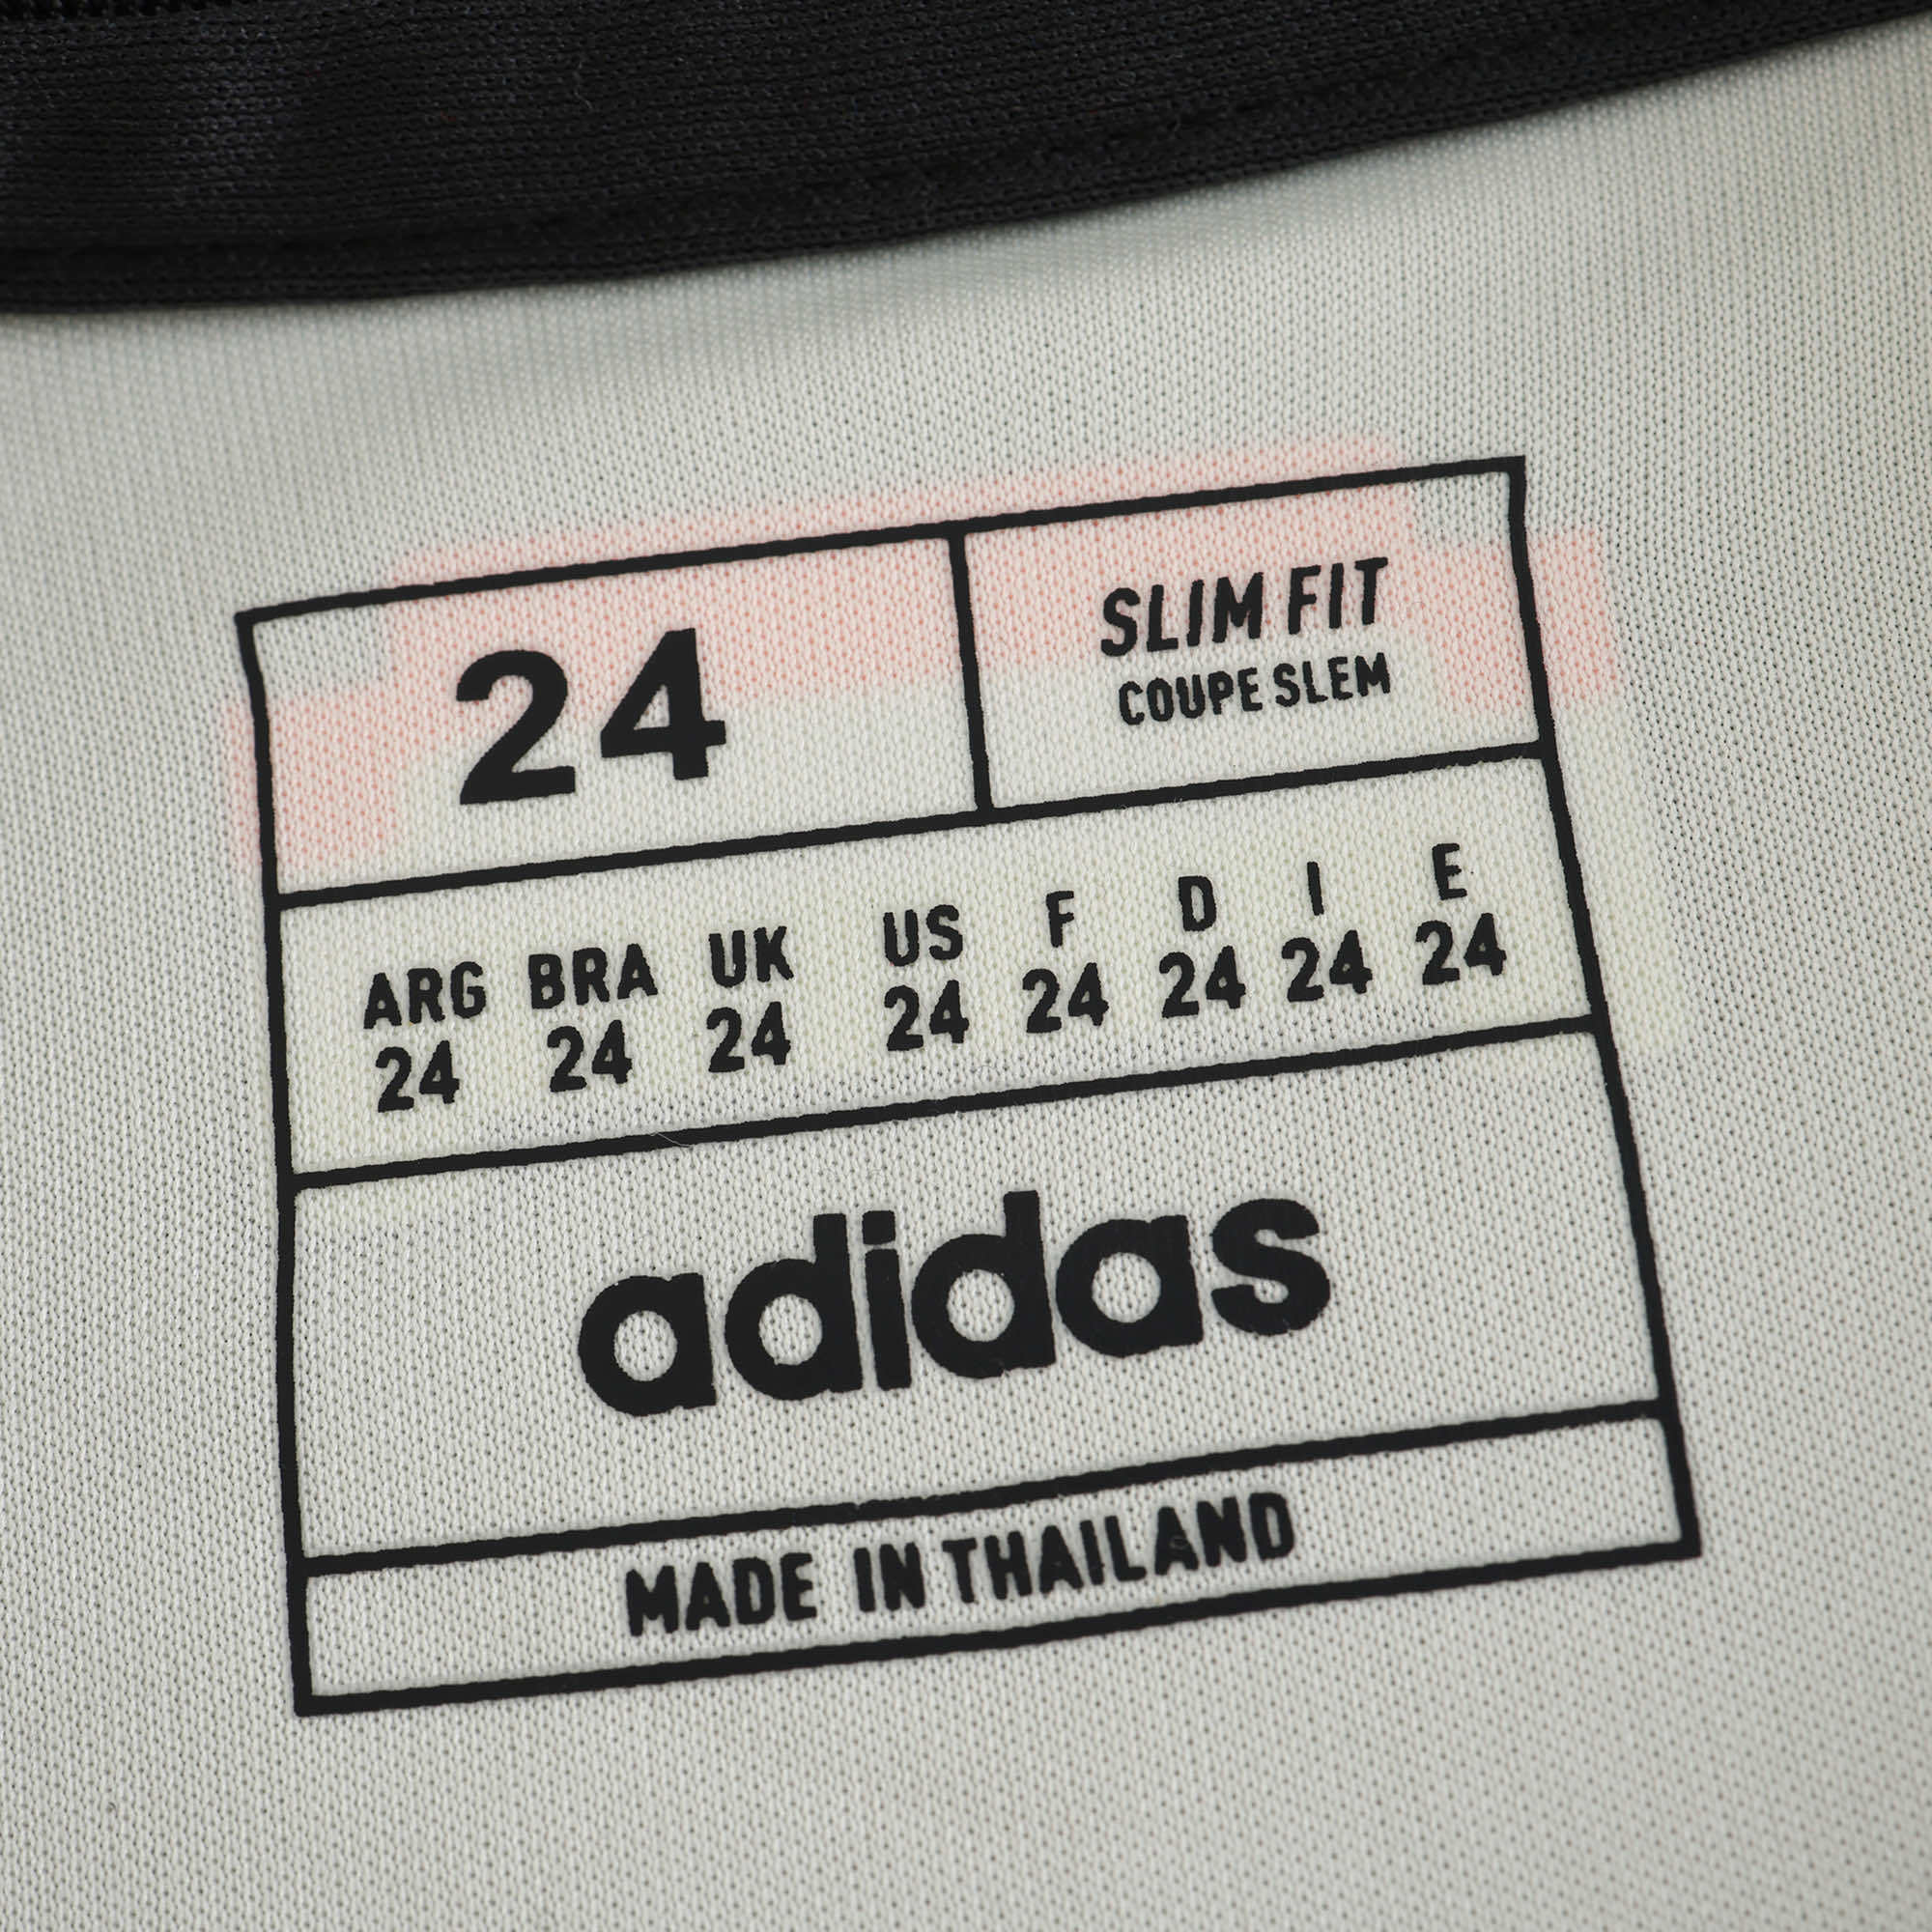 24
SLIM FIT
COUPE SLEM
ARG BRA UK US F D I E
24 24 24 24 24 24 24 24
adidas
MADE IN THAILAND